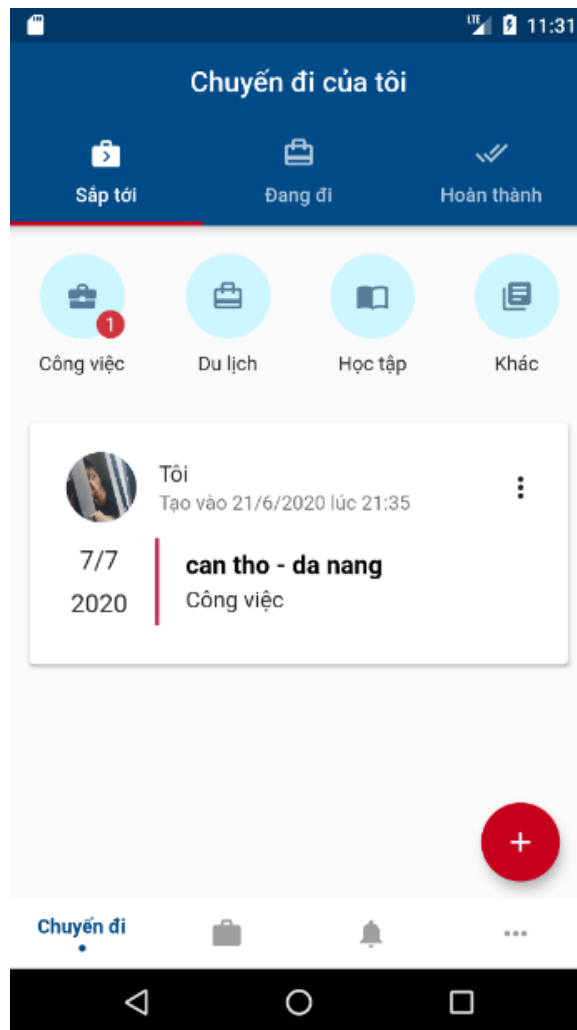 LTE 11:31
Chuyến đi của tôi
Sắp tới Đang đi Hoàn thành
1
Công việc Du lịch Học tập Khác
Tôi
Tạo vào 21/6/2020 lúc 21:35
7/7 can tho - da nang
2020 Công việc
+
Chuyến đi